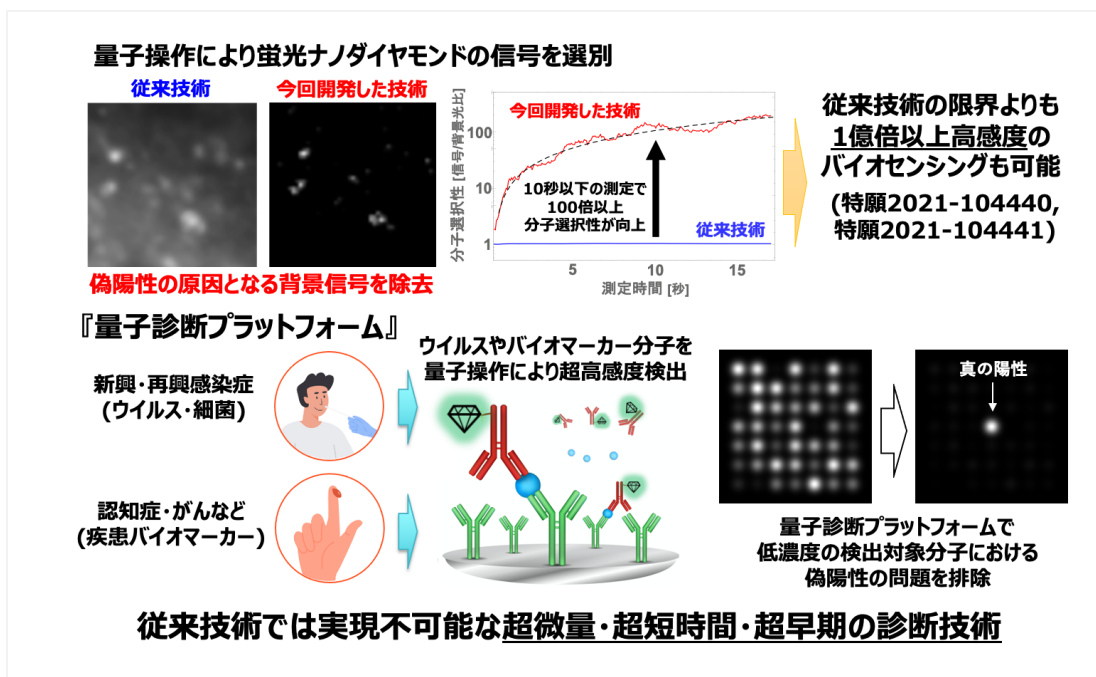 量子操作により蛍光ナノダイヤモンドの信号を選別
従来技術
今回開発した技術
偽陽性の原因となる背景信号を除去
分子選択性 [信号/背景光比]
100
10
1
今回開発した技術
10秒以下の測定で
100倍以上
分子選択性が向上
従来技術
5
10
15
測定時間 [秒]
従来技術の限界よりも
1億倍以上高感度の
バイオセンシングも可能
(特願2021-104440,
特願2021-104441)
『量子診断プラットフォーム』
新興・再興感染症
(ウイルス・細菌)
認知症・がんなど
(疾患バイオマーカー)
ウイルスやバイオマーカー分子を
量子操作により超高感度検出
真の陽性
量子診断プラットフォームで
低濃度の検出対象分子における
偽陽性の問題を排除
従来技術では実現不可能な超微量・超短時間・超早期の診断技術